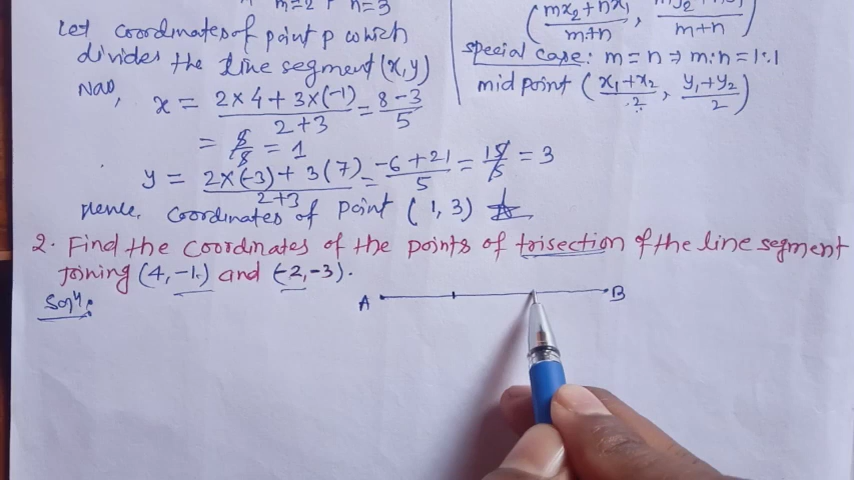 m=2, n=3
Let coordinates of point P which
divides the line segment (x,y)
Now,
x = 2×4+3×(-1)/2+3 = 8-3/5
= 5/5 = 1
y = 2×(-3)+3(7)/2+3 = -6+21/5 = 15/5 = 3
Hence, coordinates of point (1,3)
(mx₂+nx₁/m+n, my₂+ny₁/m+n)
special case: m=n ⇒ m:n=1:1
mid point (x₁+x₂/2, y₁+y₂/2)
2. Find the coordinates of the points of trisection of the line segment
joining (4,-1) and (-2,-3).
Solⁿ:
A B